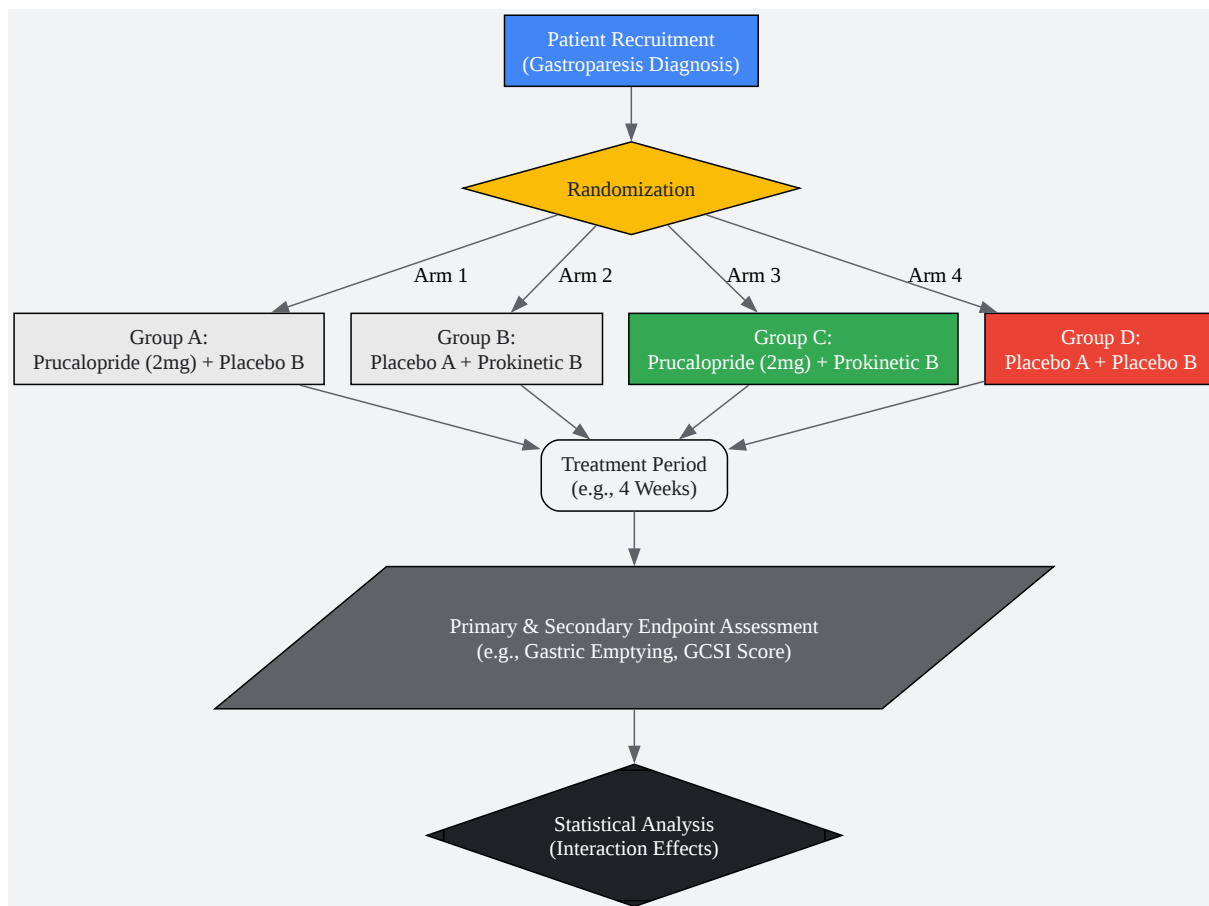 Patient Recruitment
(Gastroparesis Diagnosis)
Randomization
Arm 1
Arm 2
Arm 3
Arm 4
Group A:
Prucalopride (2mg) + Placebo B
Group B:
Placebo A + Prokinetic B
Group C:
Prucalopride (2mg) + Prokinetic B
Group D:
Placebo A + Placebo B
Treatment Period
(e.g., 4 Weeks)
Primary & Secondary Endpoint Assessment
(e.g., Gastric Emptying, GCSI Score)
Statistical Analysis
(Interaction Effects)